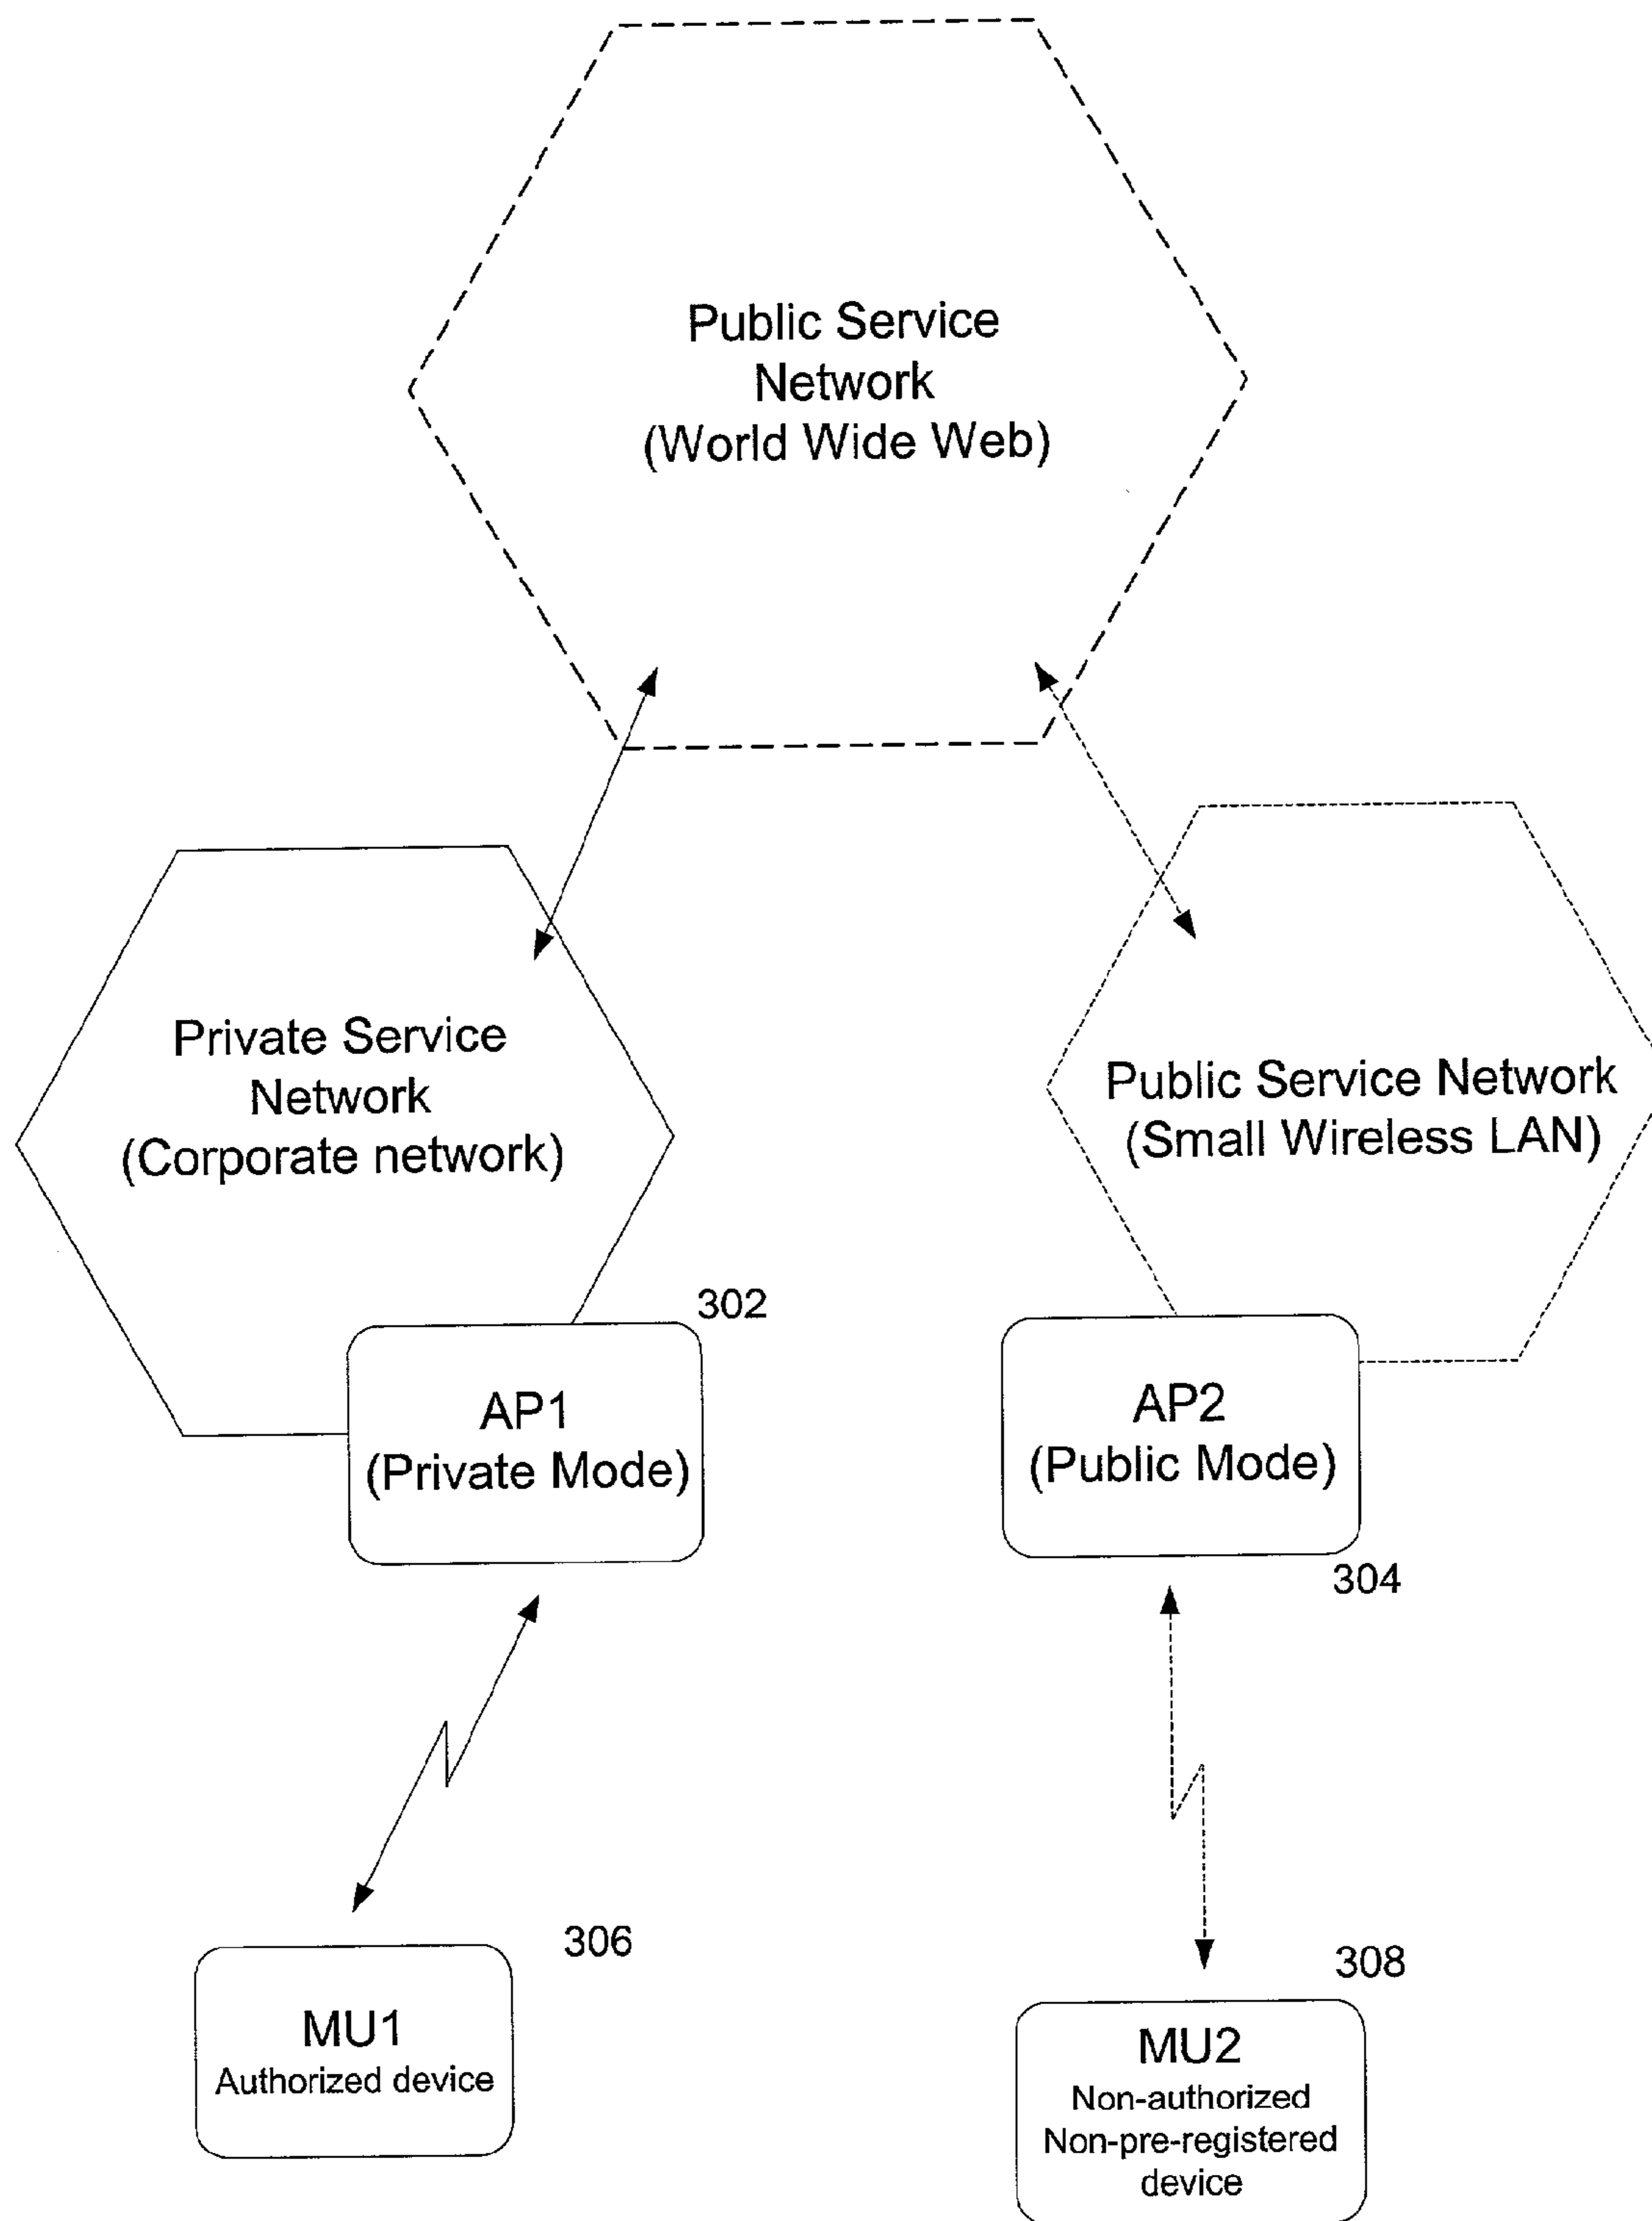 Public Service
Network
(World Wide Web)
Private Service
Network
(Corporate network)
Public Service Network
(Small Wireless LAN)
302
AP1
(Private Mode)
AP2
(Public Mode)
304
306
MU1
Authorized device
308
MU2
Non-authorized
Non-pre-registered
device